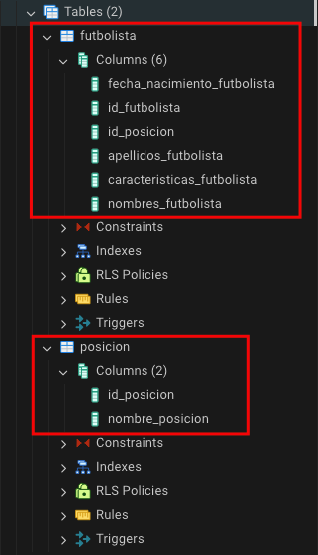 Tables (2)
futbolista
Columns (6)
fecha_nacimiento_futbolista
id_futbolista
id_posicion
apellicos_futbolista
caracteristicas_futbolista
nombres_futbolista
Constraints
Indexes
RLS Policies
Rules
Triggers
posicion
Columns (2)
id_posicion
nombre_posicion
Constraints
Indexes
RLS Policies
Rules
Triggers